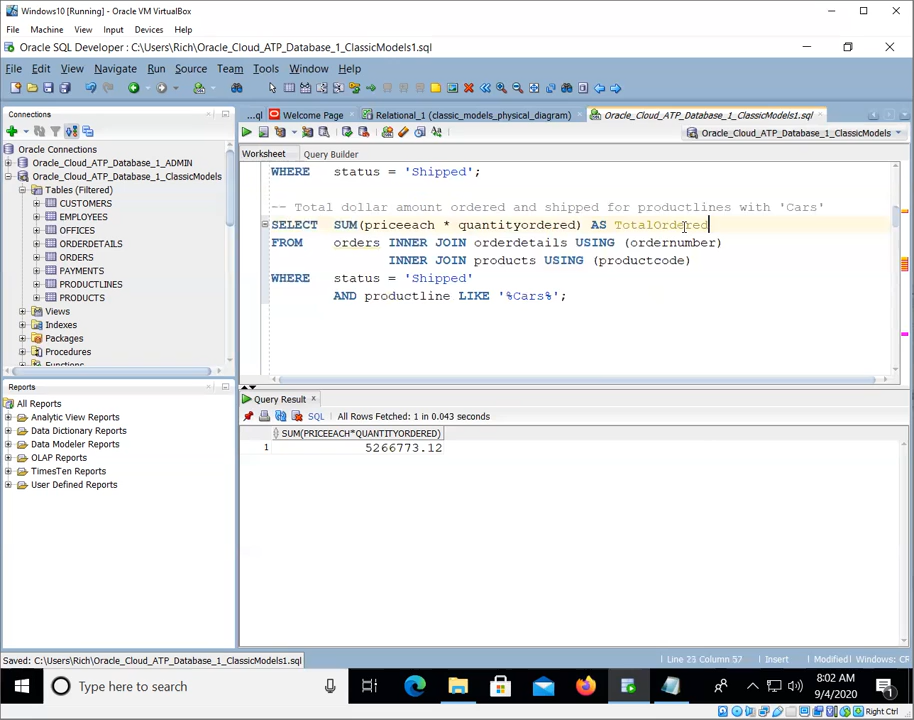 Windows10 [Running] - Oracle VM VirtualBox
File Machine View Input Devices Help
Oracle SQL Developer : C:\Users\Rich\Oracle_Cloud_ATP_Database_1_ClassicModels1.sql
File Edit View Navigate Run Source Team Tools Window Help
Connections
...ql Welcome Page Relational_1 (classic_models_physical_diagram) Oracle_Cloud_ATP_Database_1_ClassicModels1.sql
Oracle_Cloud_ATP_Database_1_ClassicModels
Worksheet Query Builder
Oracle Connections
Oracle_Cloud_ATP_Database_1_ADMIN
Oracle_Cloud_ATP_Database_1_ClassicModels
Tables (Filtered)
CUSTOMERS
EMPLOYEES
OFFICES
ORDERDETAILS
ORDERS
PAYMENTS
PRODUCTLINES
PRODUCTS
Views
Indexes
Packages
Procedures
Functions
WHERE status = 'Shipped';
-- Total dollar amount ordered and shipped for productlines with 'Cars'
SELECT SUM(priceeach * quantityordered) AS TotalOrdered
FROM orders INNER JOIN orderdetails USING (ordernumber)
INNER JOIN products USING (productcode)
WHERE status = 'Shipped'
AND productline LIKE '%Cars%';
Reports
All Reports
Analytic View Reports
Data Dictionary Reports
Data Modeler Reports
OLAP
TimesTen Reports
User Defined Reports
Query Result
SQL | All Rows Fetched: 1 in 0.043 seconds
SUM(PRICEEACH*QUANTITYORDERED)
1 5266773.12
Saved: C:\Users\Rich\Oracle_Cloud_ATP_Database_1_ClassicModels1.sql
Line 23 Column 57 Insert Modified Windows: CR
Type here to search
8:02 AM
9/4/2020
1
Right Ctrl